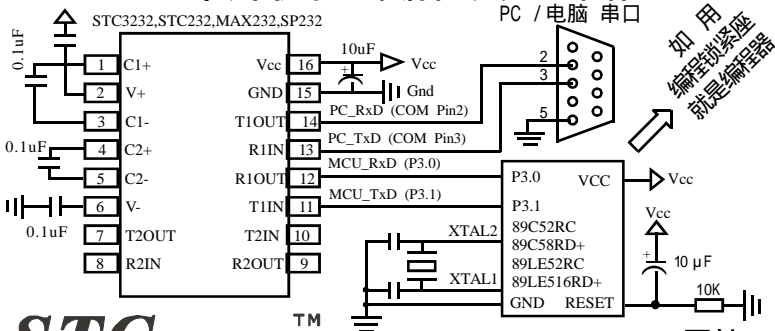 STC3232,STC232,MAX232,SP232
PC / 电脑 串口
如 用
编程锁紧座
就是编程器
0.1uF
1 C1+
2 V+
3 C1-
4 C2+
5 C2-
6 V-
7 T2OUT
8 R2IN
0.1uF
0.1uF
Vcc 16
GND 15
T1OUT 14
R1IN 13
R1OUT 12
T1IN 11
T2IN 10
R2OUT 9
10uF
+
Vcc
Gnd
PC_RxD (COM Pin2)
PC_TxD (COM Pin3)
MCU_RxD (P3.0)
MCU_TxD (P3.1)
2
3
5
P3.0
VCC
Vcc
P3.1
89C52RC
89C58RD+
89LE52RC
89LE516RD+
GND RESET
XTAL2
XTAL1
Vcc
+
10 μF
10K
STC
TM